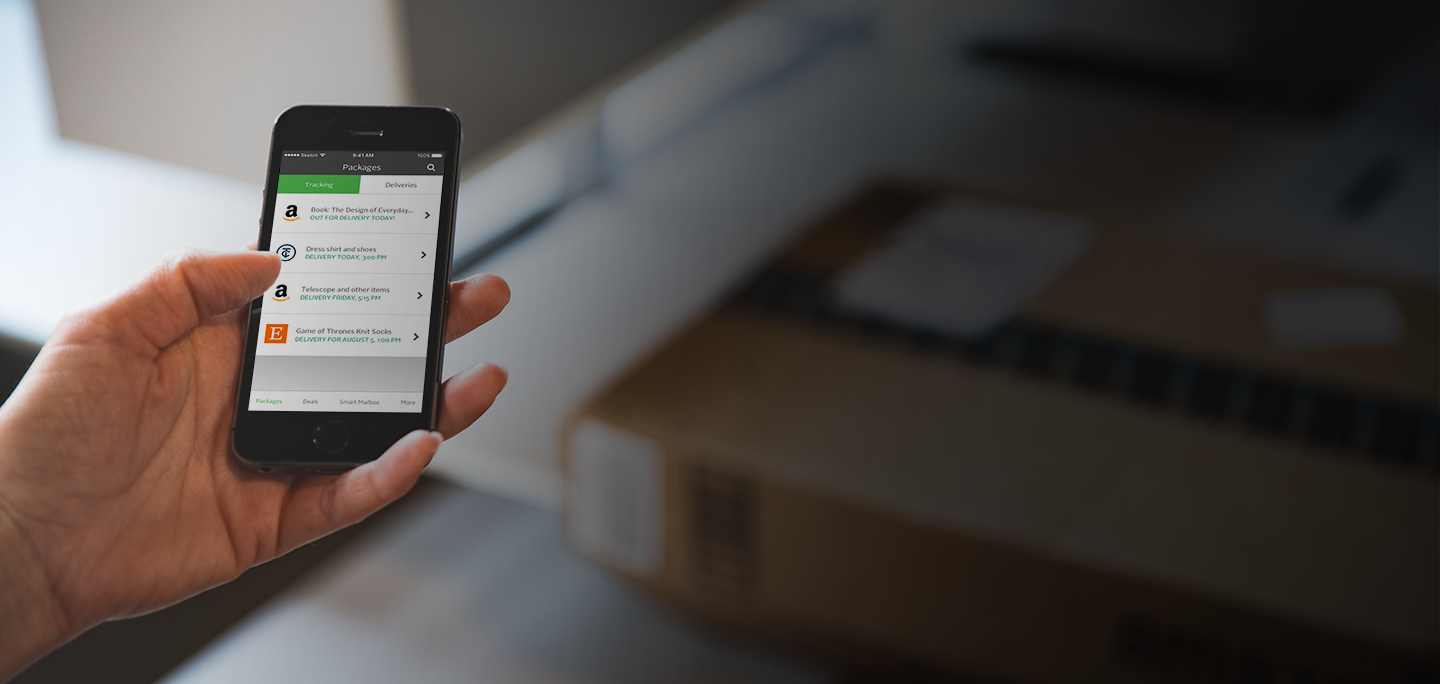 Sketch 9:41 AM 100%
Packages
Tracking Deliveries
a Book: The Design of Everyday...
OUT FOR DELIVERY TODAY!
Dress shirt and shoes
DELIVERY TODAY, 3:00 PM
a Telescope and other items
DELIVERY FRIDAY, 5:15 PM
E Game of Thrones Knit Socks
DELIVERY FOR AUGUST 5, 1:00 PM
Packages Deals Smart Mailbox More